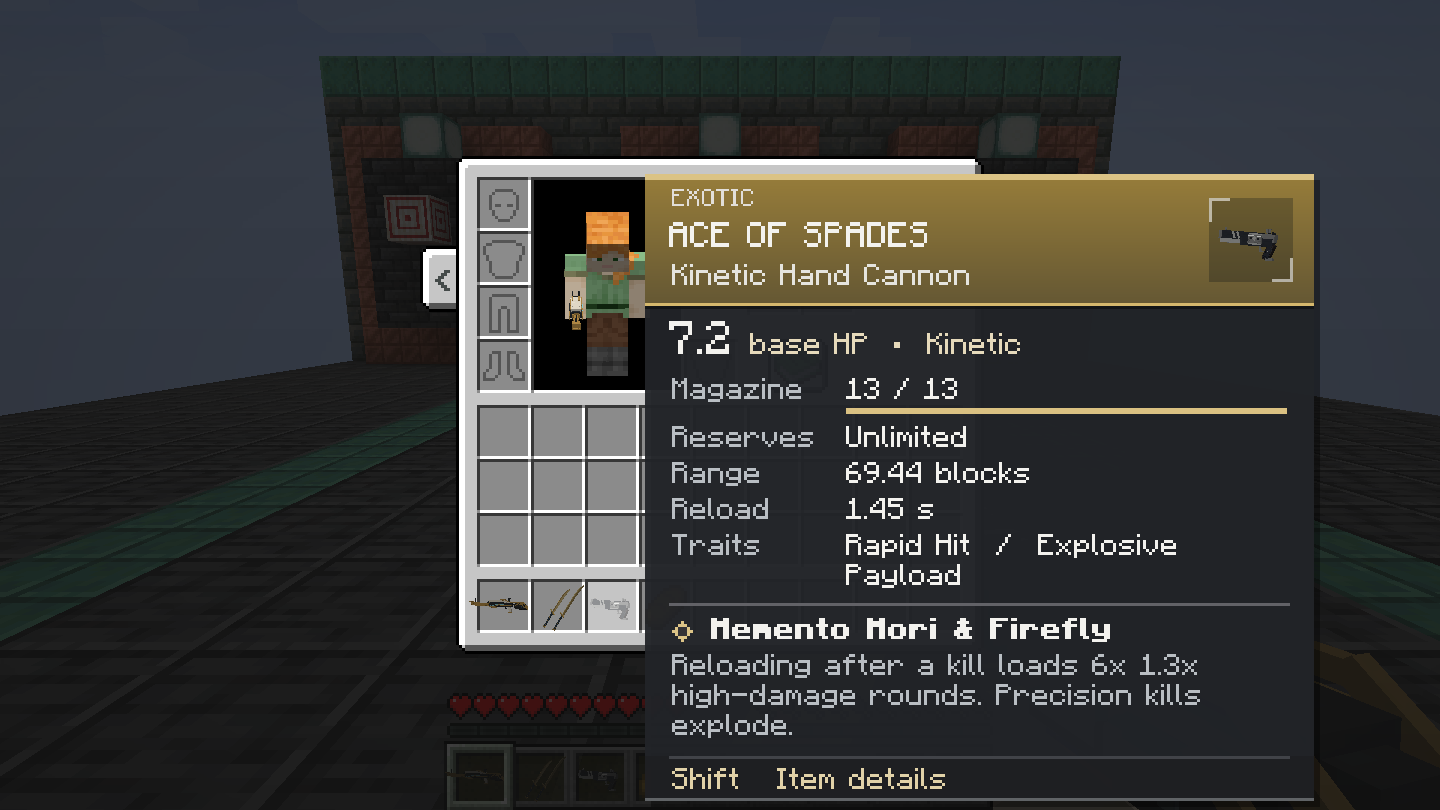 EXOTIC
ACE OF SPADES
Kinetic Hand Cannon
7.2 base HP · Kinetic
Magazine 13 / 13
Reserves Unlimited
Range 69.44 blocks
Reload 1.45 s
Traits Rapid Hit / Explosive
Payload
Memento Mori & Firefly
Reloading after a kill loads 6x 1.3x
high-damage rounds. Precision kills
explode.
Shift Item details